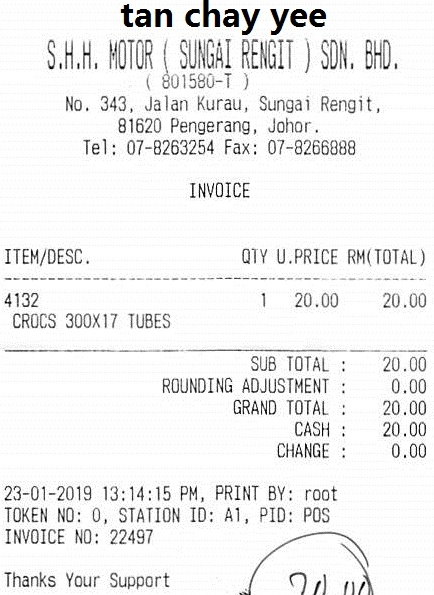 tan chay yee
S.H.H. MOTOR ( SUNGAI RENGIT ) SDN. BHD.
( 801580-T )
No. 343, Jalan Kurau, Sungai Rengit,
81620 Pengerang, Johor.
Tel: 07-8263254 Fax: 07-8266888
INVOICE
ITEM/DESC. QTY U.PRICE RM(TOTAL)
4132 1 20.00 20.00
CROCS 300X17 TUBES
SUB TOTAL : 20.00
ROUNDING ADJUSTMENT : 0.00
GRAND TOTAL : 20.00
CASH : 20.00
CHANGE : 0.00
23-01-2019 13:14:15 PM, PRINT BY: root
TOKEN NO: 0, STATION ID: A1, PID: POS
INVOICE NO: 22497
Thanks Your Support